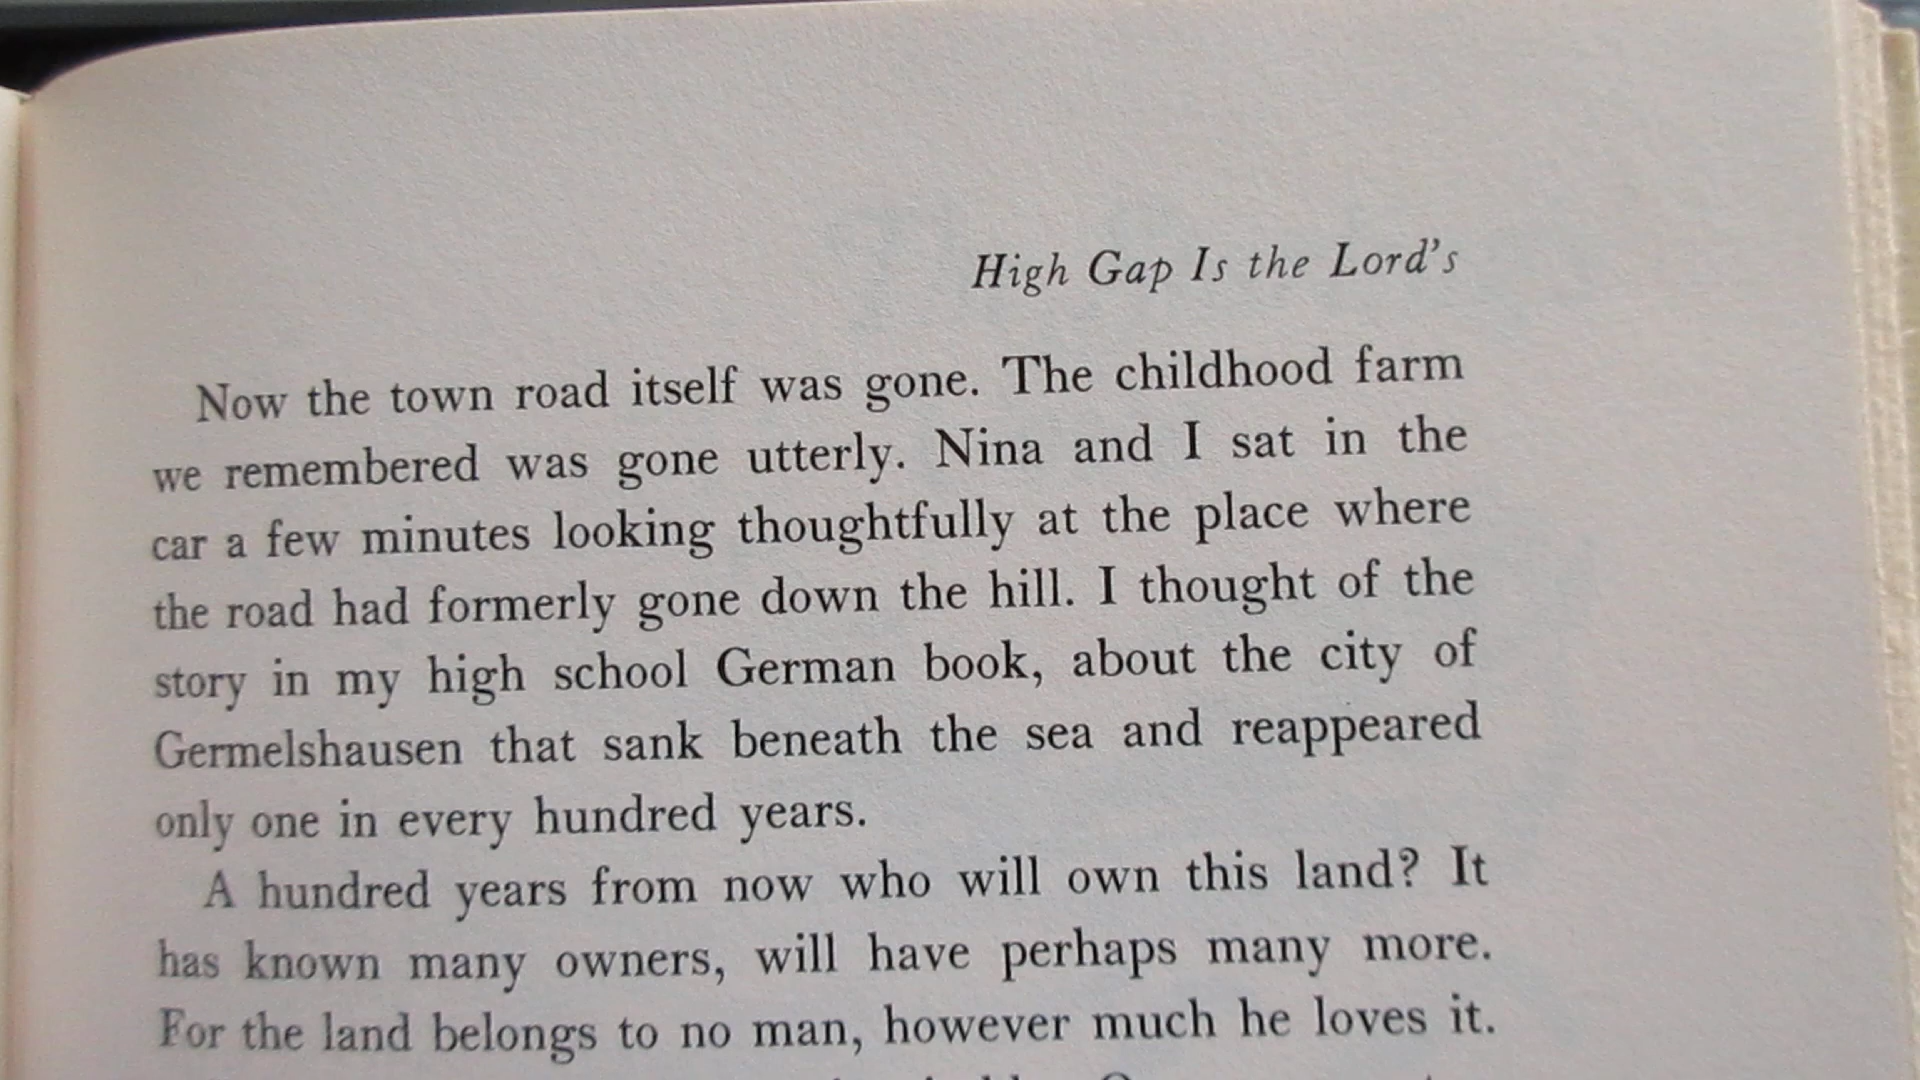 High Gap Is the Lord's
Now the town road itself was gone. The childhood farm
we remembered was gone utterly. Nina and I sat in the
car a few minutes looking thoughtfully at the place where
the road had formerly gone down the hill. I thought of the
story in my high school German book, about the city of
Germelshausen that sank beneath the sea and reappeared
only one in every hundred years.
A hundred years from now who will own this land? It
has known many owners, will have perhaps many more.
For the land belongs to no man, however much he loves it.